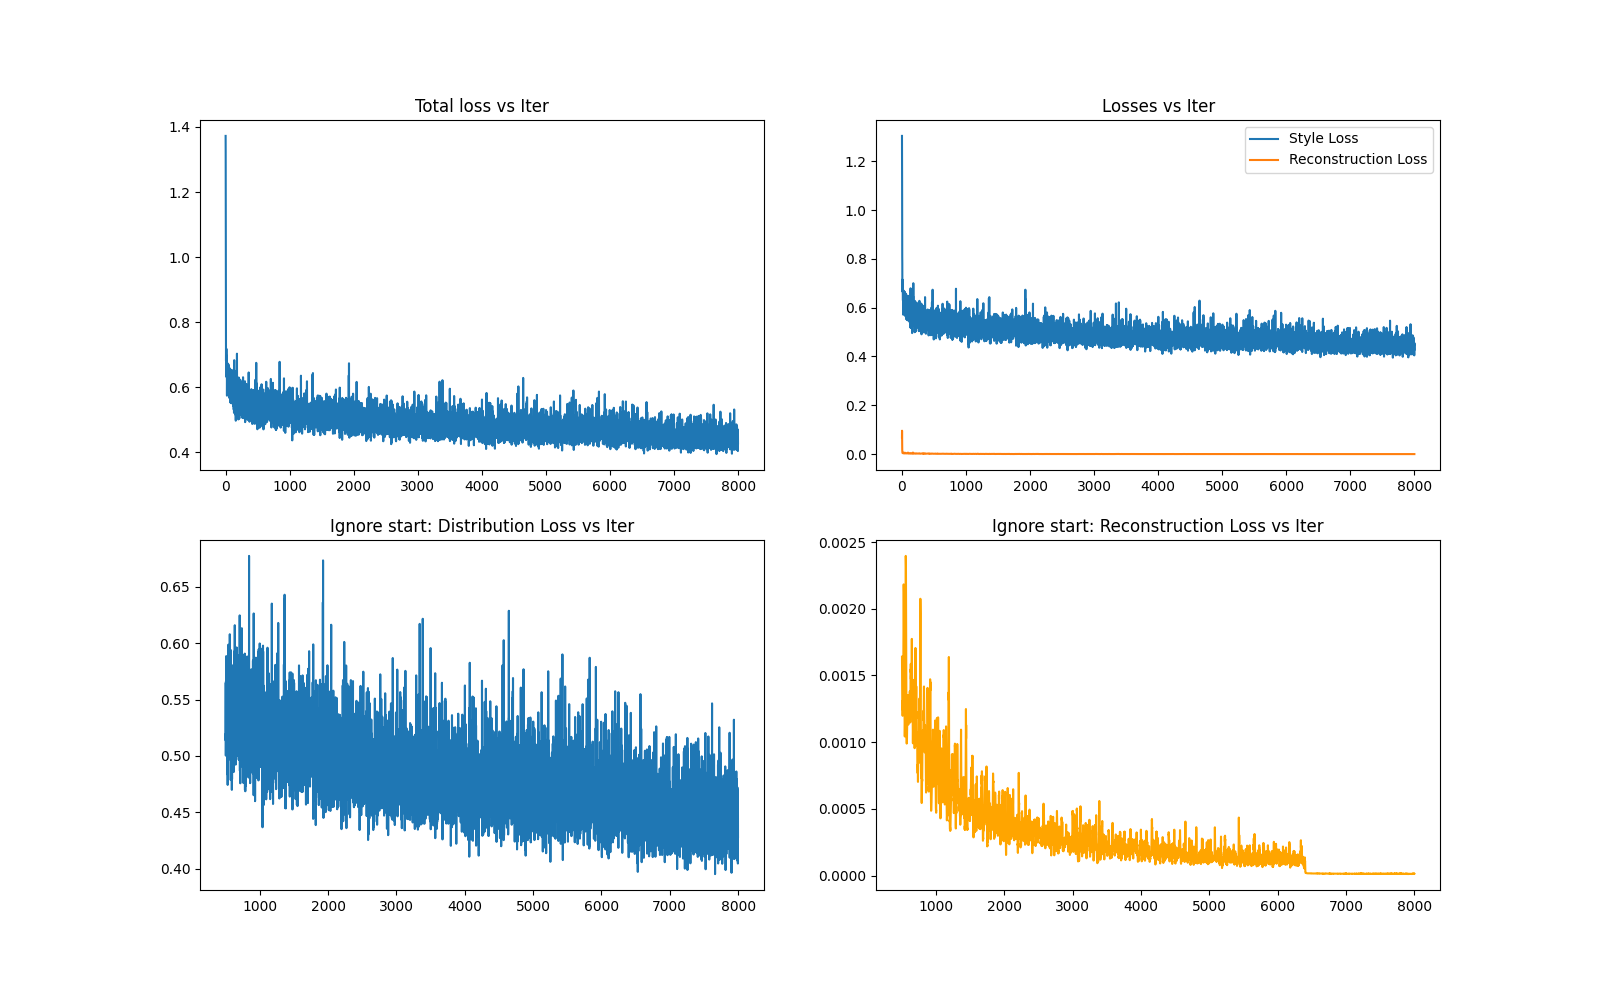 Total loss vs Iter
1.4
1.2
1.0
0.8
0.6
0.4
0 1000 2000 3000 4000 5000 6000 7000 8000
Losses vs Iter
Style Loss
Reconstruction Loss
1.2
1.0
0.8
0.6
0.4
0.2
0.0
0 1000 2000 3000 4000 5000 6000 7000 8000
Ignore start: Distribution Loss vs Iter
0.65
0.60
0.55
0.50
0.45
0.40
1000 2000 3000 4000 5000 6000 7000 8000
Ignore start: Reconstruction Loss vs Iter
0.0025
0.0020
0.0015
0.0010
0.0005
0.0000
1000 2000 3000 4000 5000 6000 7000 8000